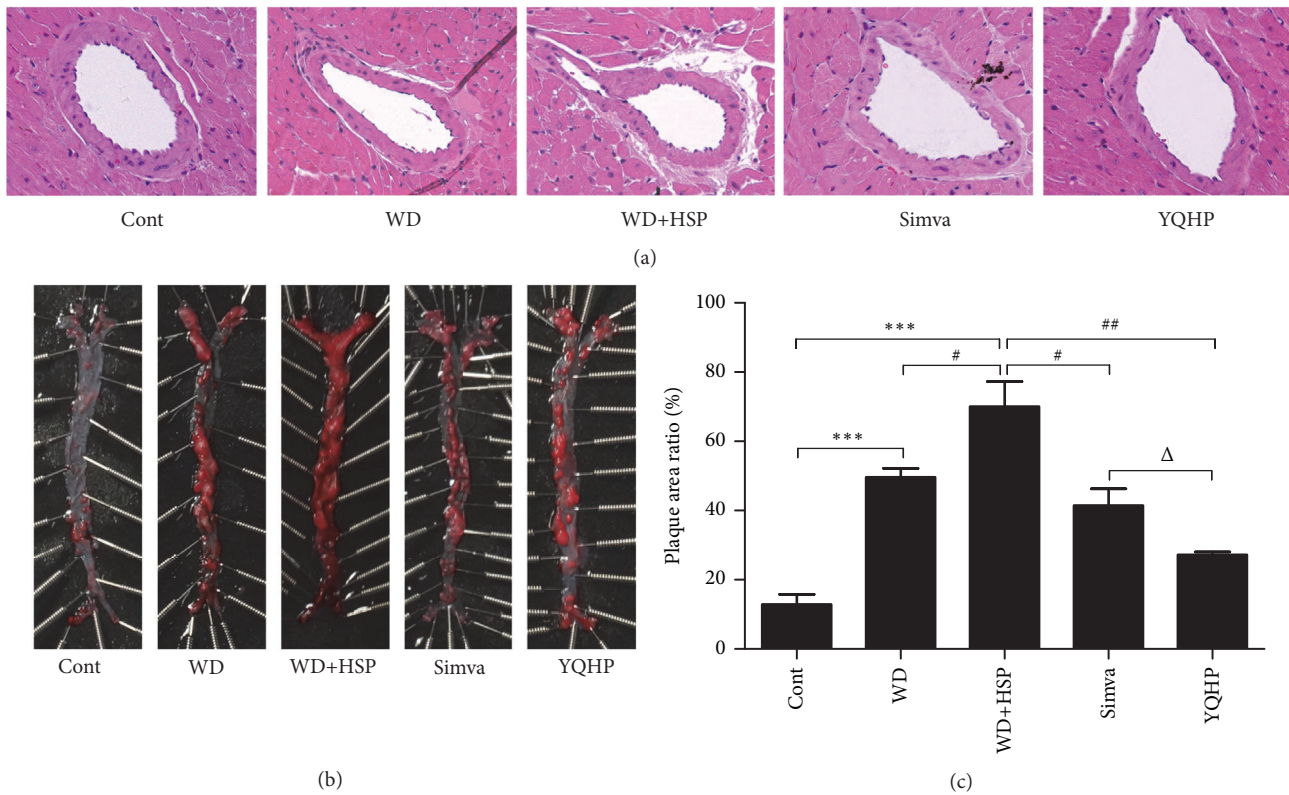 Cont WD WD+HSP Simva YQHP
(a)
Cont WD WD+HSP Simva YQHP
(b)
Plaque area ratio (%)
100
80
60
40
20
0
***
##
#
#
***
Δ
Cont
WD
WD+HSP
Simva
YQHP
(c)